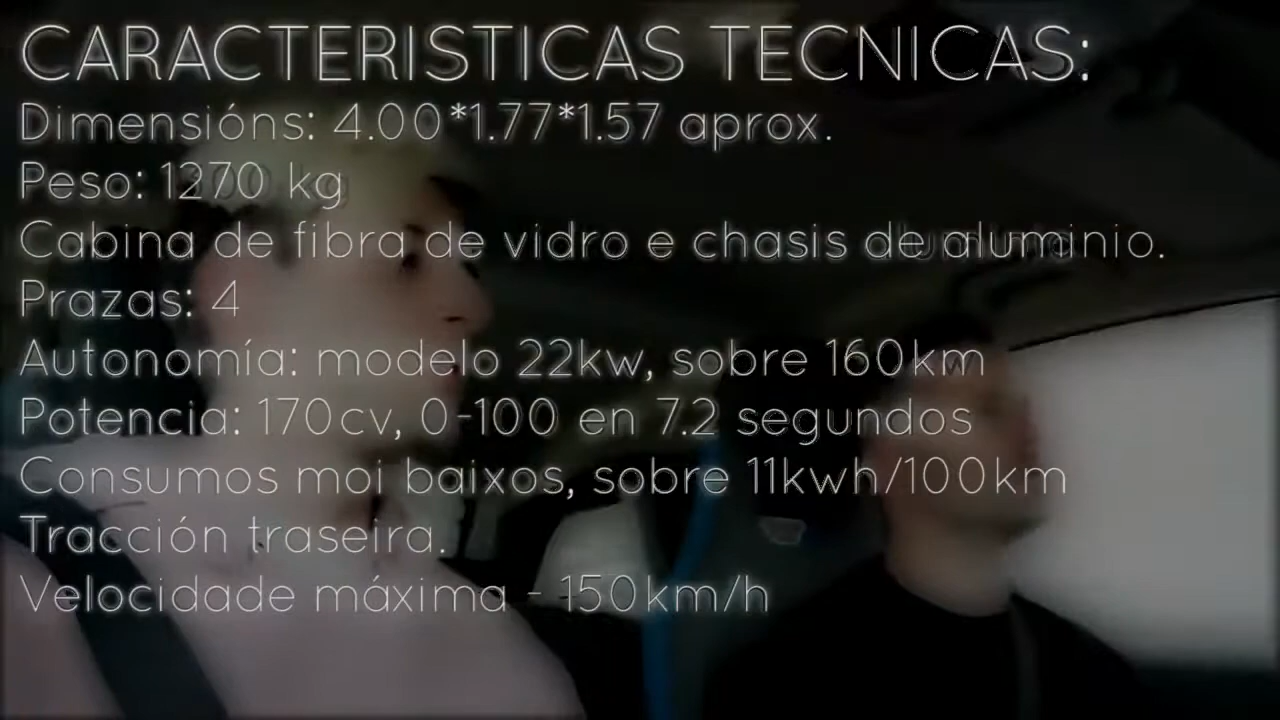 CARACTERISTICAS TECNICAS:
Dimensións: 4.00*1.77*1.57 aprox.
Peso: 1270 kg
Cabina de fibra de vidro e chasis de aluminio.
Prazas: 4
Autonomía: modelo 22kw, sobre 160km
Potencia: 170cv, 0-100 en 7.2 segundos
Consumos moi baixos, sobre 11kwh/100km
Tracción traseira.
Velocidade máxima - 150km/h